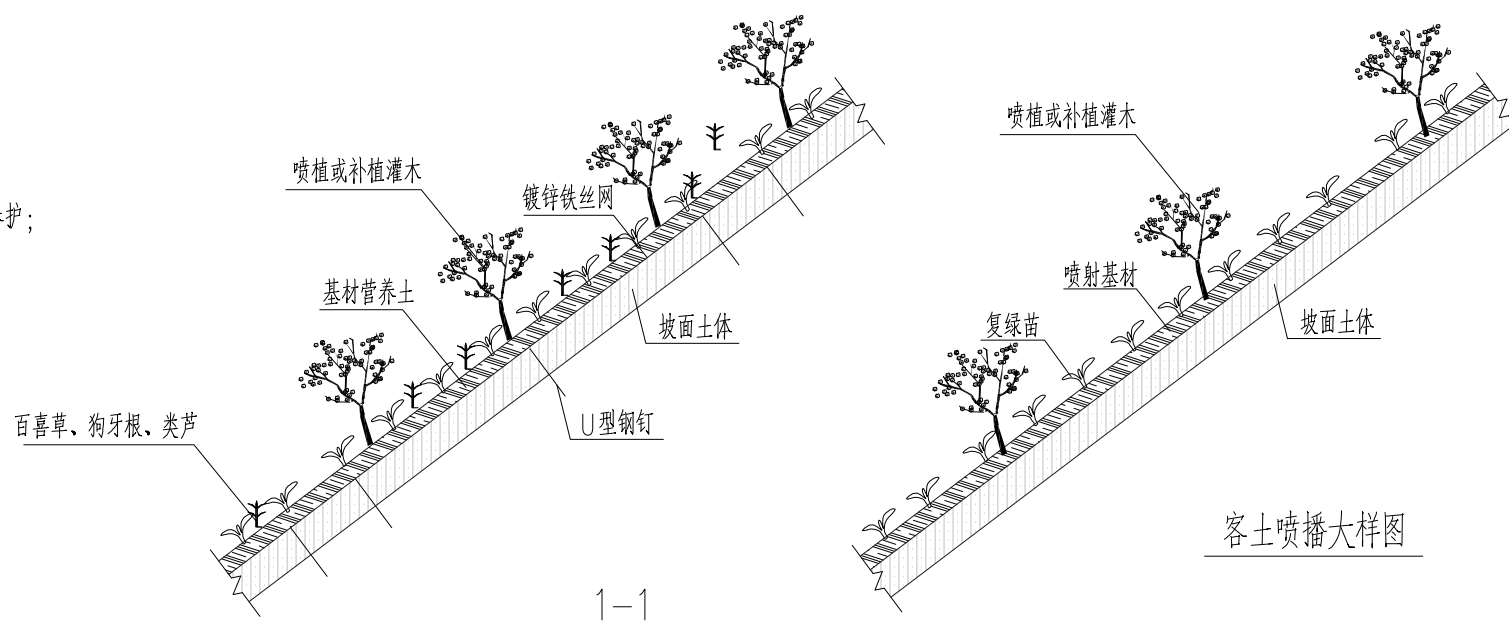 护；
喷植或补植灌木
镀锌铁丝网
基材营养土
坡面土体
百喜草、狗牙根、类芦
U型钢钉
1-1
喷植或补植灌木
喷射基材
复绿苗
坡面土体
客土喷播大样图